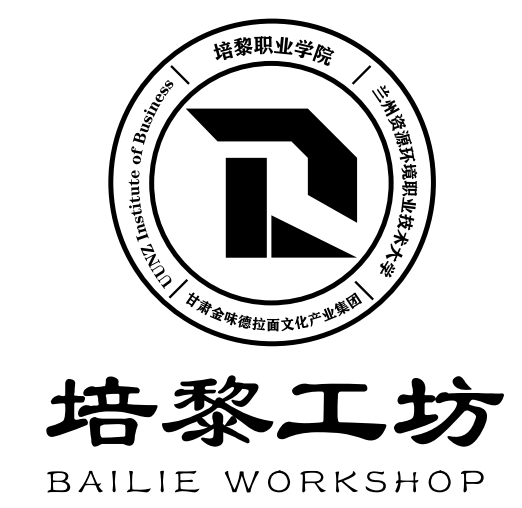 培黎职业学院
兰州资源环境职业技术大学
甘肃金味德拉面文化产业集团
UUNZ Institute of Business
培黎工坊
BAILIE WORKSHOP